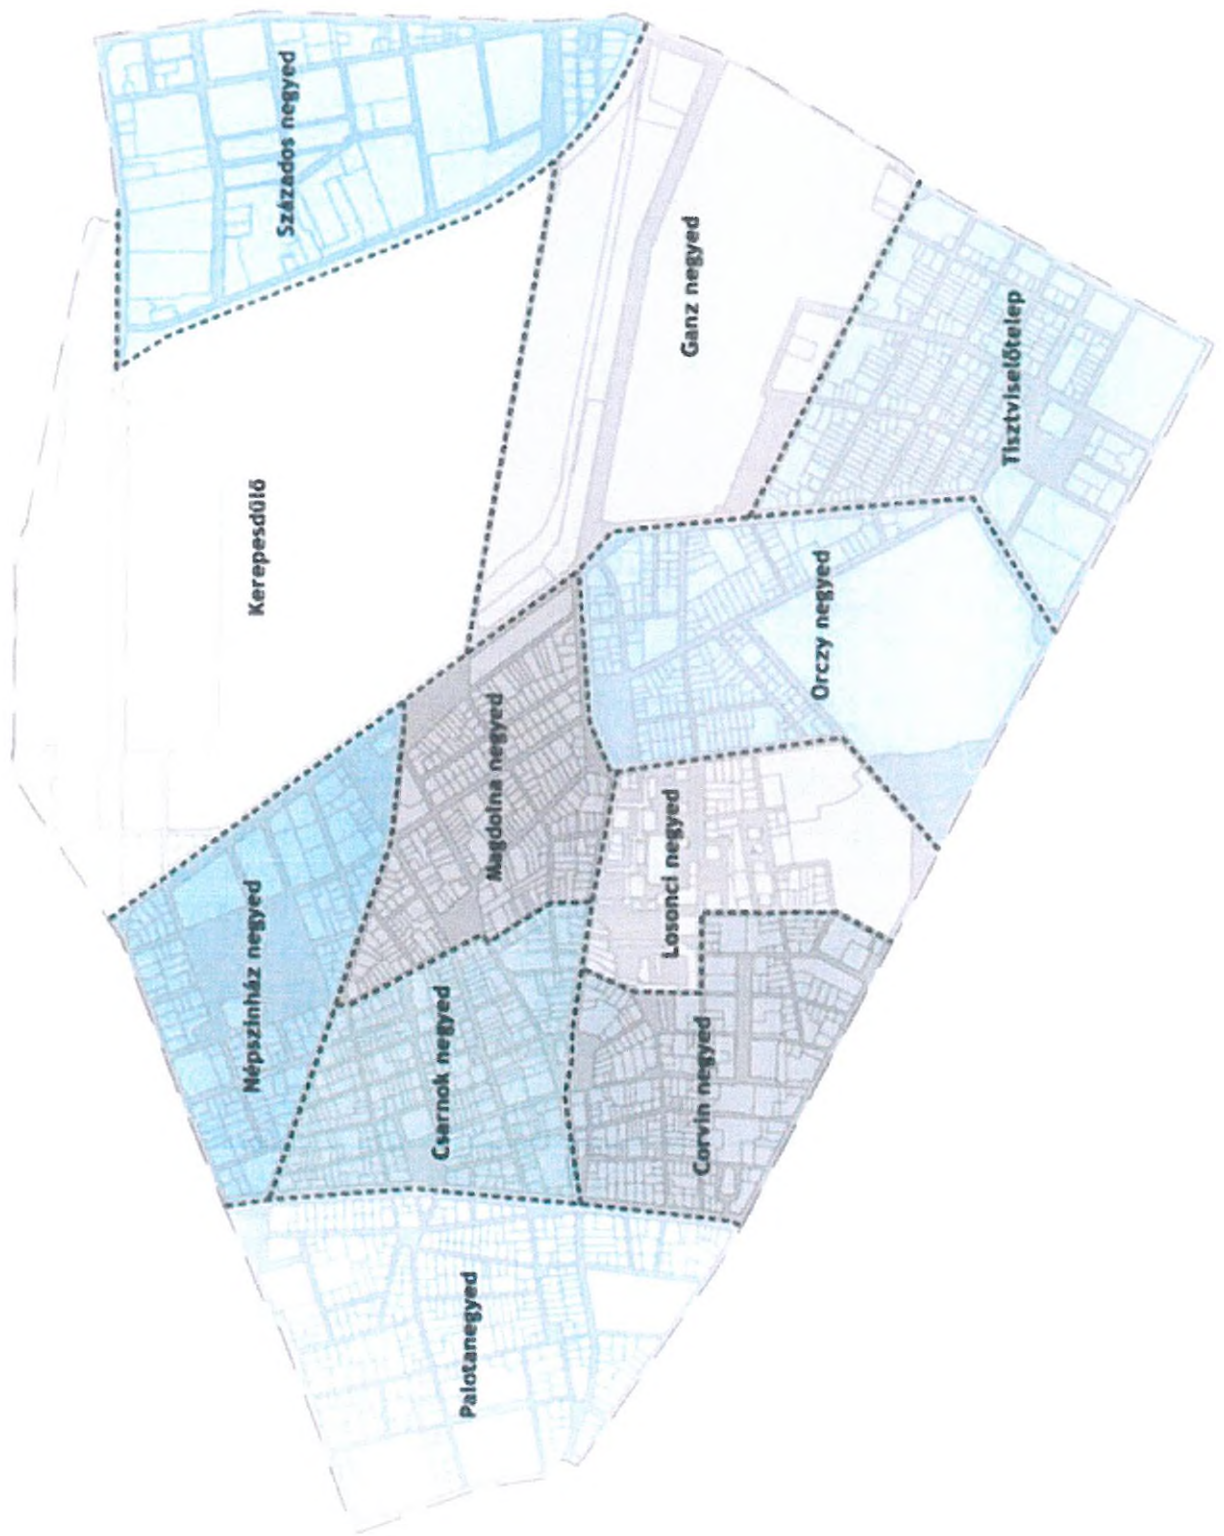 Népszínház negyed
Kerepesdűlő
Százados negyed
Csarnok negyed
Palotanegyed
Magdolna negyed
Losonci negyed
Corvin negyed
Ganz negyed
Orczy negyed
Tisztviselőtelep